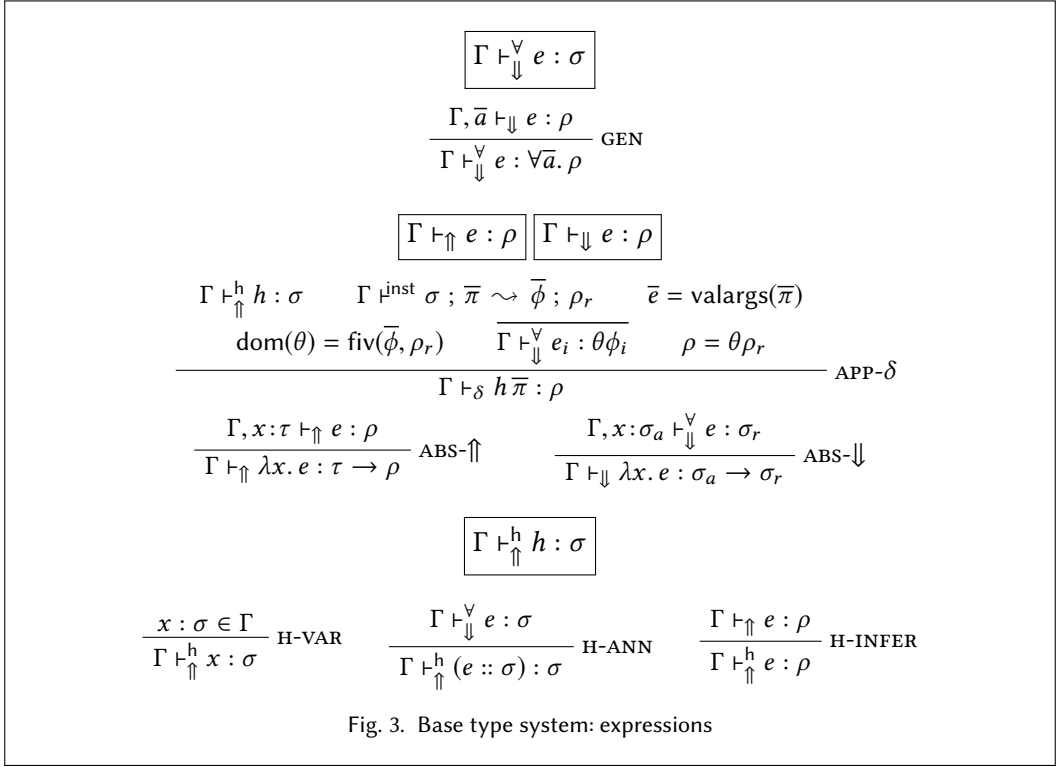 Γ ⊢⇓∀ e : σ
Γ, a̅ ⊢⇓ e : ρ
Γ ⊢⇓∀ e : ∀a̅. ρ GEN
Γ ⊢⇑ e : ρ Γ ⊢⇓ e : ρ
Γ ⊢⇑h h : σ Γ ⊢inst σ ; π̅ ⇝ ϕ̅ ; ρr e̅ = valargs(π̅)
dom(θ) = fiv(ϕ̅, ρr) Γ ⊢⇓∀ ei : θϕi ρ = θρr
Γ ⊢δ h π̅ : ρ APP-δ
Γ, x:τ ⊢⇑ e : ρ Γ, x:σa ⊢⇓∀ e : σr
Γ ⊢⇑ λx. e : τ → ρ ABS-⇑ Γ ⊢⇓ λx. e : σa → σr ABS-⇓
Γ ⊢⇑h h : σ
x : σ ∈ Γ Γ ⊢⇓∀ e : σ Γ ⊢⇑ e : ρ
Γ ⊢⇑h x : σ H-VAR Γ ⊢⇑h (e :: σ) : σ H-ANN Γ ⊢⇑h e : ρ H-INFER
Fig. 3. Base type system: expressions